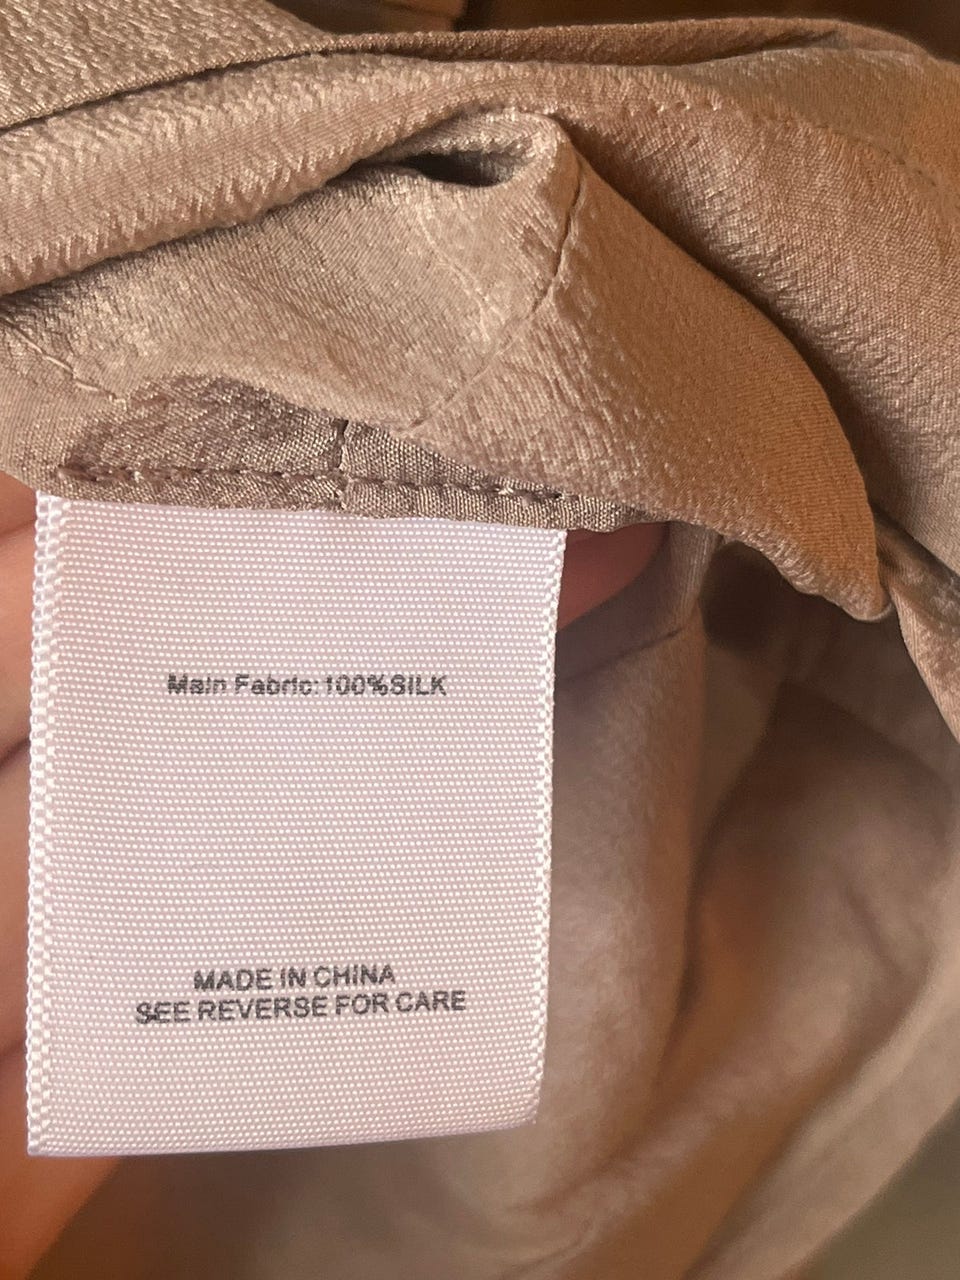 Main Fabric:100%SILK
MADE IN CHINA
SEE REVERSE FOR CARE